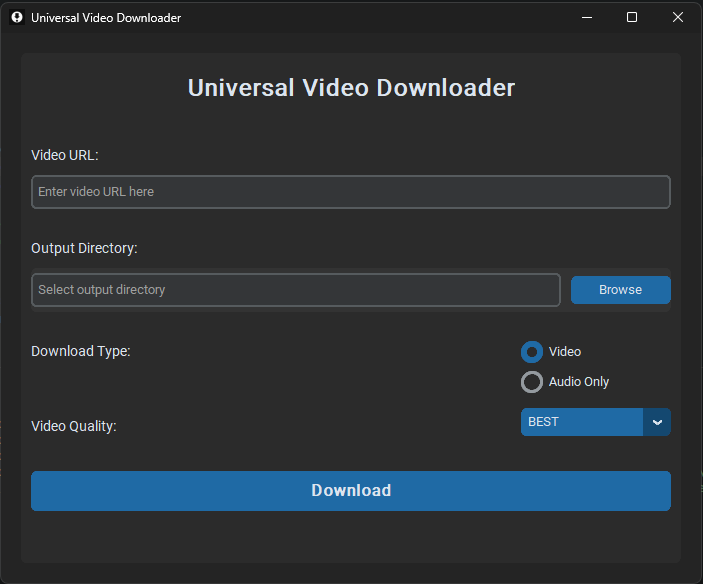 Universal Video Downloader
Universal Video Downloader
Video URL:
Enter video URL here
Output Directory:
Select output directory
Browse
Download Type:
Video
Audio Only
Video Quality:
BEST
Download